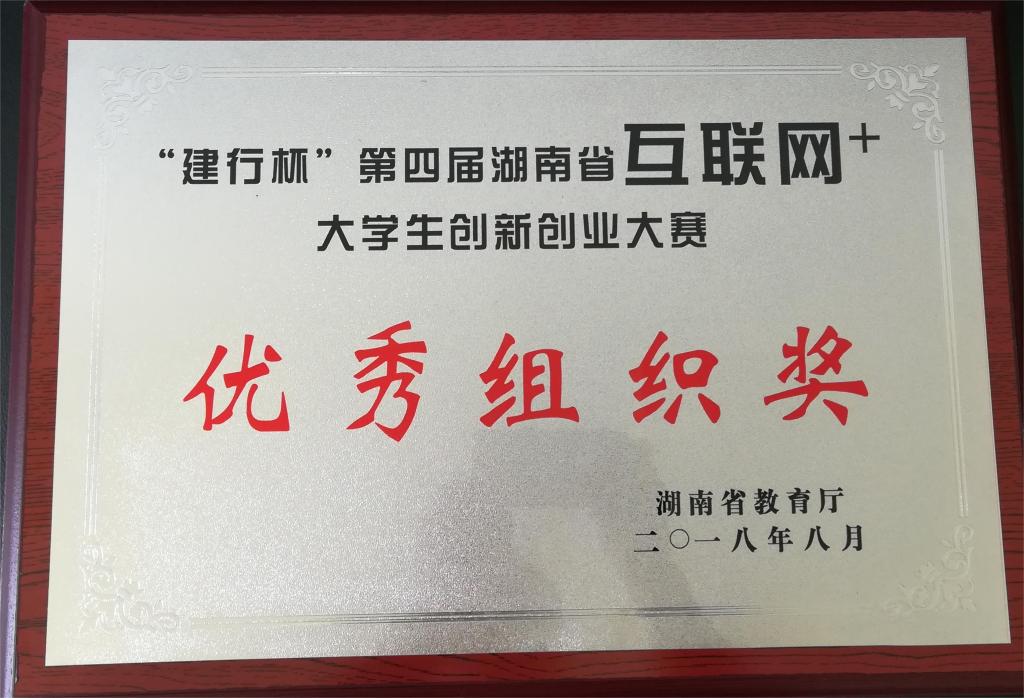 “建行杯”第四届湖南省互联网+
大学生创新创业大赛
优秀组织奖
湖南省教育厅
二〇一八年八月